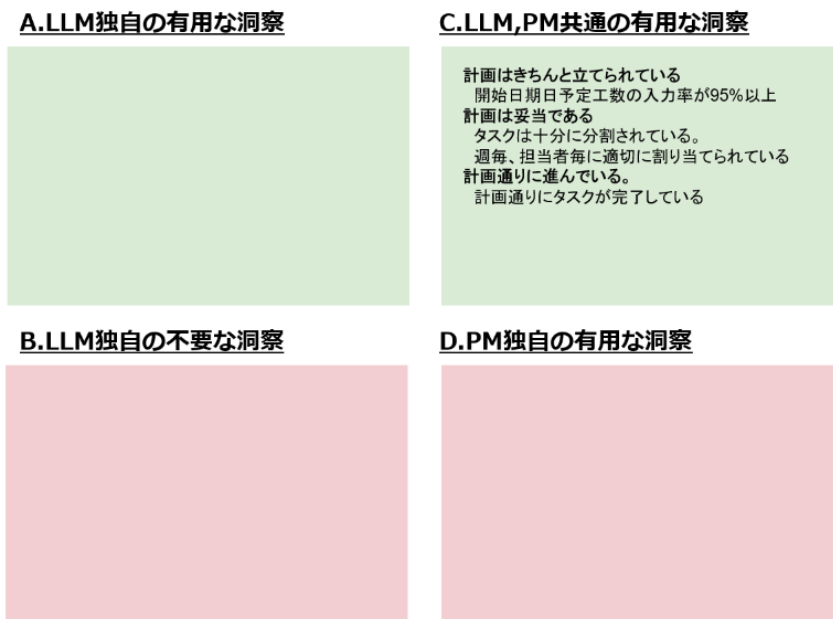 A.LLM独自の有用な洞察
C.LLM,PM共通の有用な洞察
計画はきちんと立てられている
開始日期日予定工数の入力率が95%以上
計画は妥当である
タスクは十分に分割されている。
週毎、担当者毎に適切に割り当てられている
計画通りに進んでいる。
計画通りにタスクが完了している
B.LLM独自の不要な洞察
D.PM独自の有用な洞察